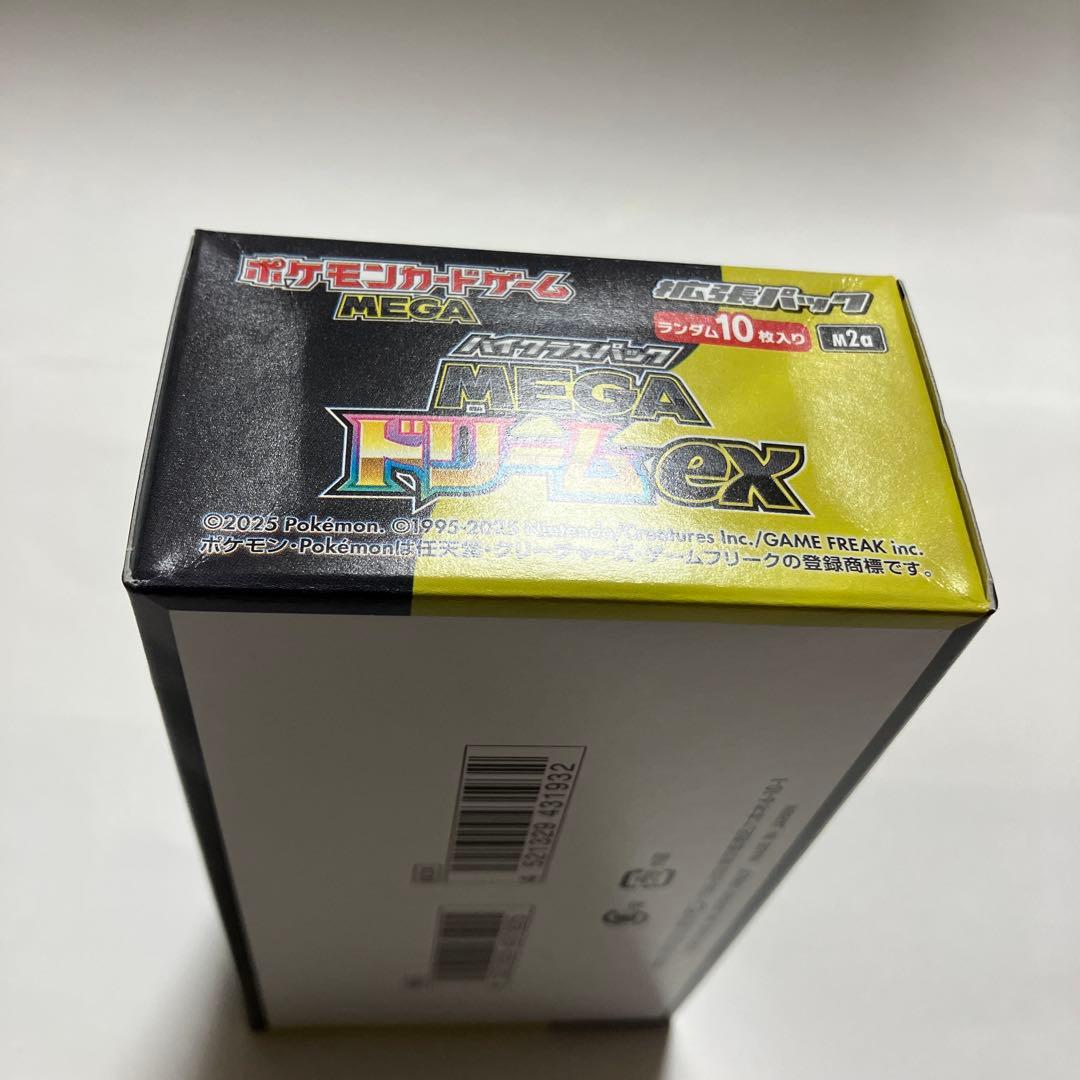 ポケモンカードゲーム
MEGA
拡張パック
ランダム10枚入り
M2a
ハイクラスパック
MEGA
ドリームex
©2025 Pokémon. ©1995-2025 Nintendo/Creatures Inc./GAME FREAK inc.
ポケモン・Pokémonは任天堂・クリーチャーズ・ゲームフリークの登録商標です。
4 521329 431932